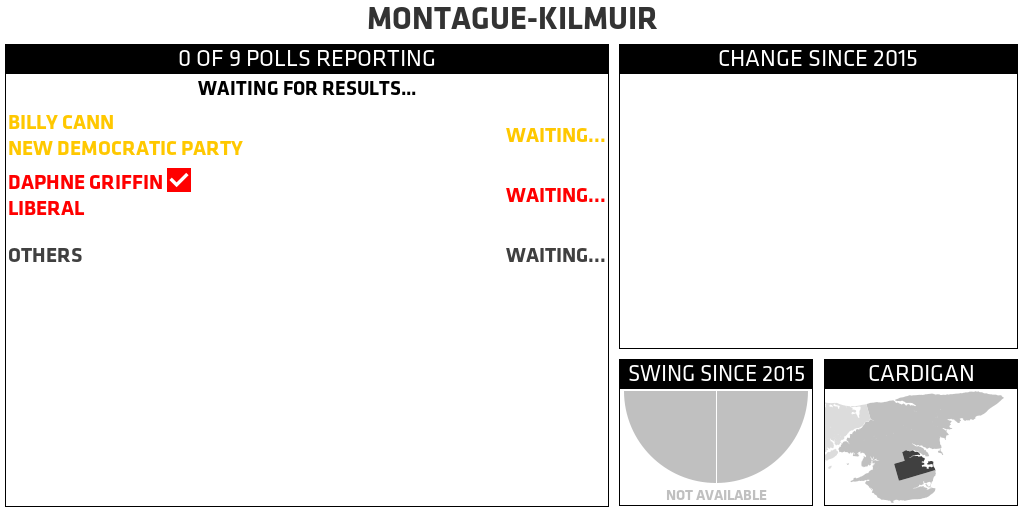 MONTAGUE-KILMUIR
0 OF 9 POLLS REPORTING
WAITING FOR RESULTS...
BILLY CANN
NEW DEMOCRATIC PARTY
WAITING...
DAPHNE GRIFFIN
LIBERAL
WAITING...
OTHERS
WAITING...
CHANGE SINCE 2015
SWING SINCE 2015
NOT AVAILABLE
CARDIGAN